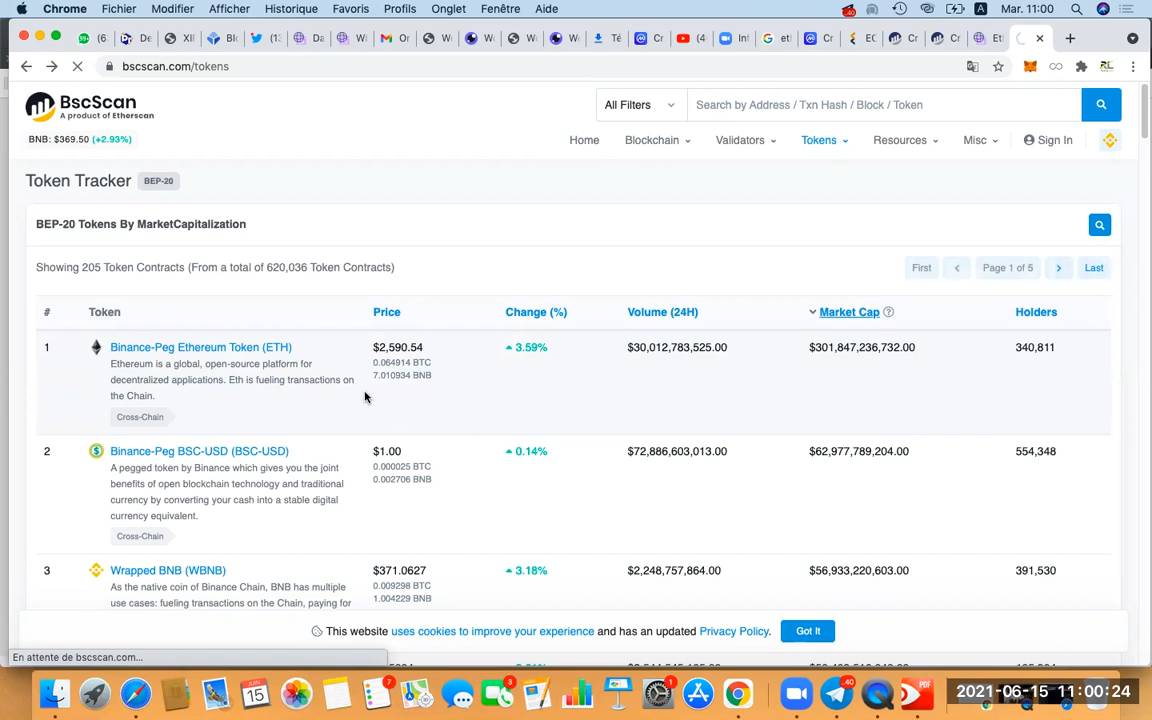 Chrome Fichier Modifier Afficher Historique Favoris Profils Onglet Fenêtre Aide
Mar. 11:00
bscscan.com/tokens
BscScan
A product of Etherscan
All Filters
Search by Address / Txn Hash / Block / Token
BNB: $369.50 (+2.93%)
Home Blockchain Validators Tokens Resources Misc Sign In
Token Tracker BEP-20
BEP-20 Tokens By MarketCapitalization
Showing 205 Token Contracts (From a total of 620,036 Token Contracts)
First Page 1 of 5 Last
# Token Price Change (%) Volume (24H) Market Cap Holders
1 Binance-Peg Ethereum Token (ETH) $2,590.54 3.59% $30,012,783,525.00 $301,847,236,732.00 340,811
Ethereum is a global, open-source platform for 0.064914 BTC
decentralized applications. Eth is fueling transactions on 7.010934 BNB
the Chain.
Cross-Chain
2 Binance-Peg BSC-USD (BSC-USD) $1.00 0.14% $72,886,603,013.00 $62,977,789,204.00 554,348
A pegged token by Binance which gives you the joint 0.000025 BTC
benefits of open blockchain technology and traditional 0.002706 BNB
currency by converting your cash into a stable digital
currency equivalent.
Cross-Chain
3 Wrapped BNB (WBNB) $371.0627 3.18% $2,248,757,864.00 $56,933,220,603.00 391,530
As the native coin of Binance Chain, BNB has multiple 0.009298 BTC
use cases: fueling transactions on the Chain, paying for 1.004229 BNB
This website uses cookies to improve your experience and has an updated Privacy Policy. Got It
En attente de bscscan.com...
2021-06-15 11:00:24